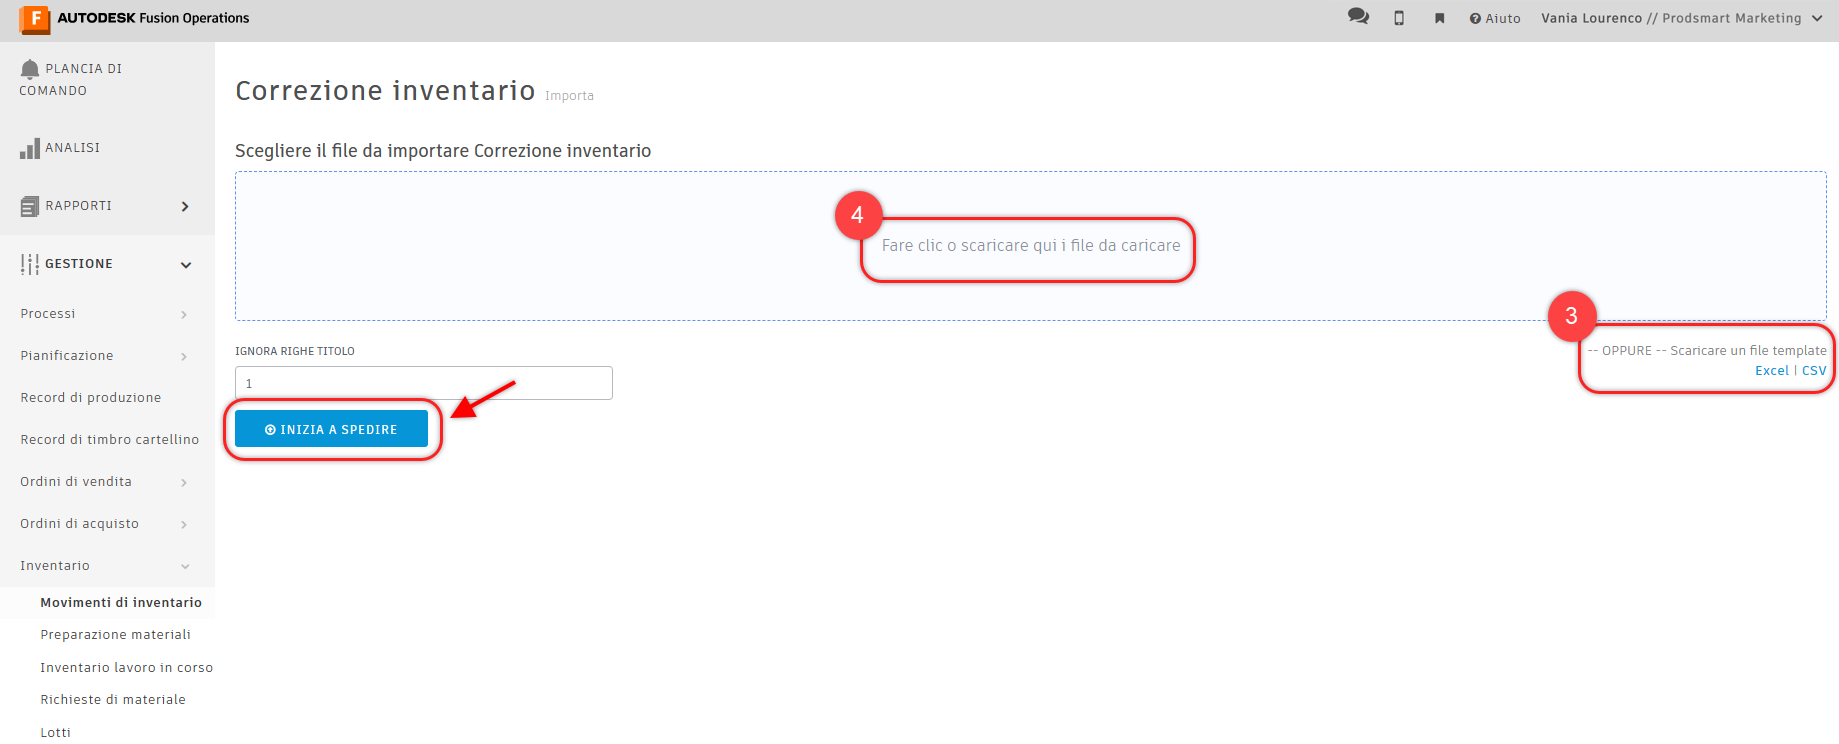 F AUTODESK Fusion Operations
Aiuto
Vania Lourenco // Prodsmart Marketing
PLANCIA DI
COMANDO
ANALISI
RAPPORTI
GESTIONE
Processi
Pianificazione
Record di produzione
Record di timbro cartellino
Ordini di vendita
Ordini di acquisto
Inventario
Movimenti di inventario
Preparazione materiali
Inventario lavoro in corso
Richieste di materiale
Lotti
Correzione inventario Importa
Scegliere il file da importare Correzione inventario
4
Fare clic o scaricare qui i file da caricare
3
-- OPPURE -- Scaricare un file template
Excel | CSV
IGNORA RIGHE TITOLO
1
INIZIA A SPEDIRE